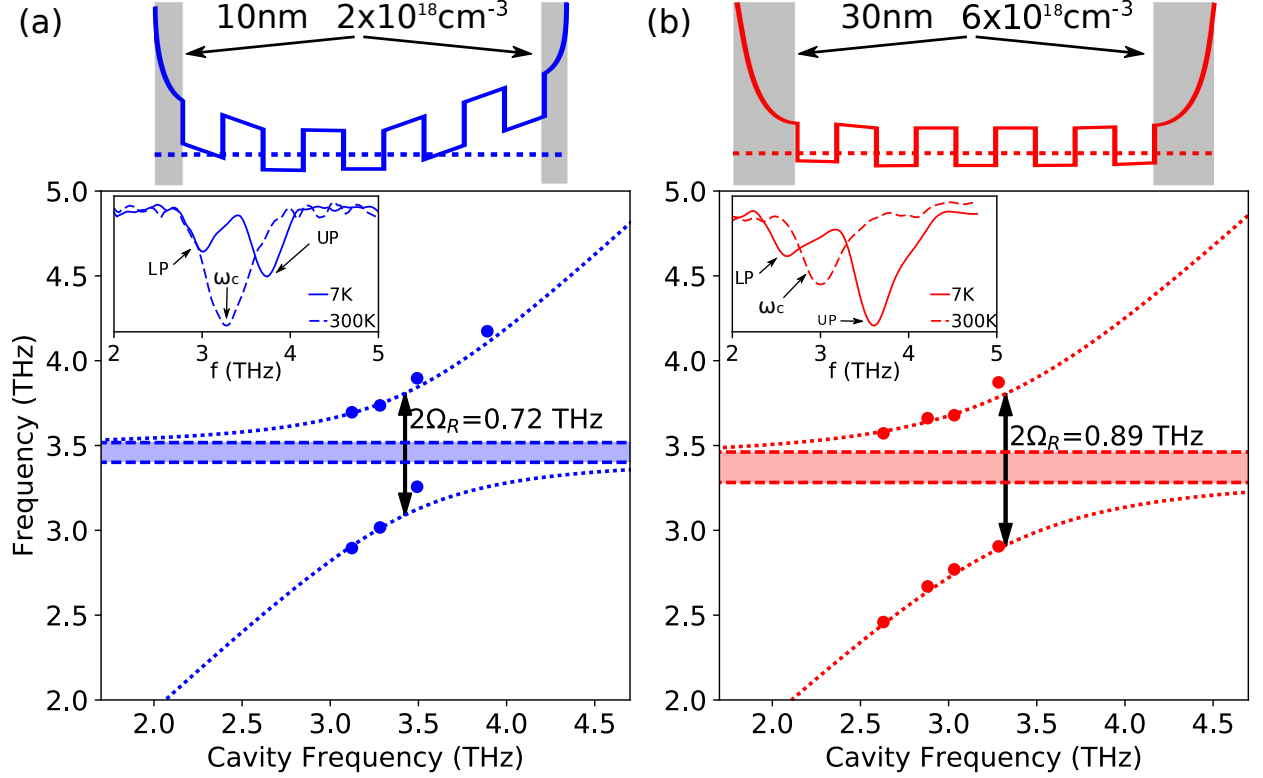 (a)
10nm 2x10¹⁸cm⁻³
5.0
4.5
4.0
3.5
3.0
2.5
2.0
Frequency (THz)
LP
UP
ωc
7K
300K
2 3 4 5
f (THz)
2ΩR=0.72 THz
2.0 2.5 3.0 3.5 4.0 4.5
Cavity Frequency (THz)
(b)
30nm 6x10¹⁸cm⁻³
5.0
4.5
4.0
3.5
3.0
2.5
2.0
LP
ωc
UP
7K
300K
2 3 4 5
f (THz)
2ΩR=0.89 THz
2.0 2.5 3.0 3.5 4.0 4.5
Cavity Frequency (THz)